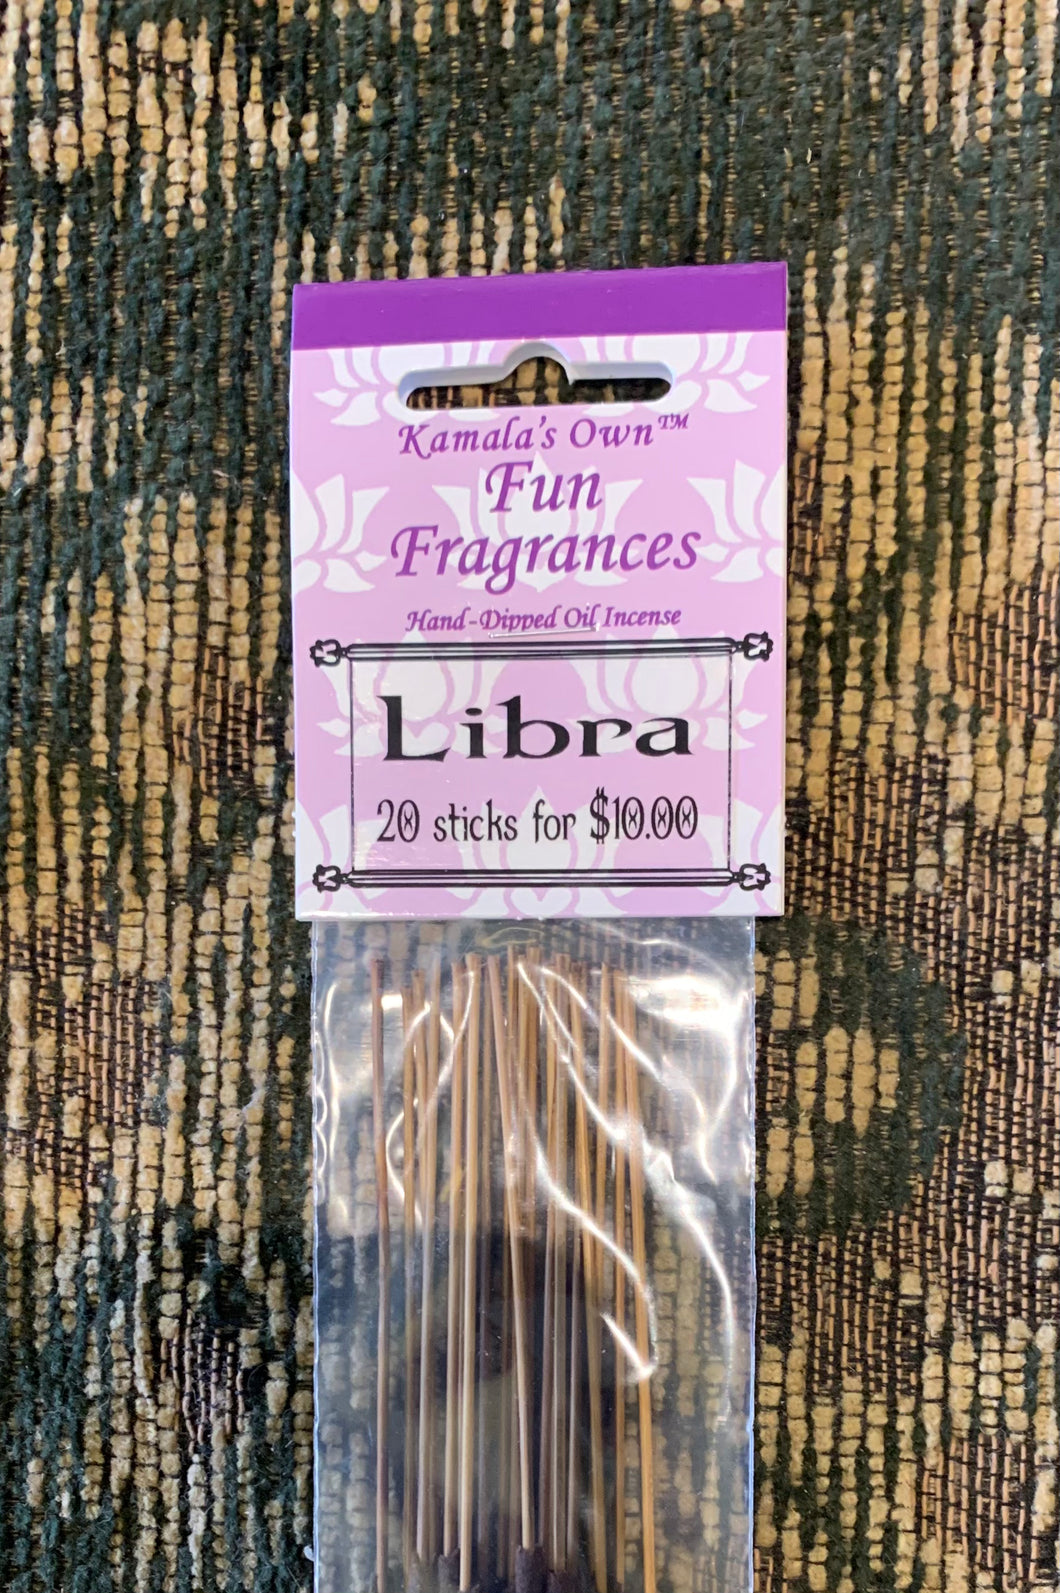 Kamala's Own™
Fun
Fragrances
Hand-Dipped Oil Incense
Libra
20 sticks for $10.00